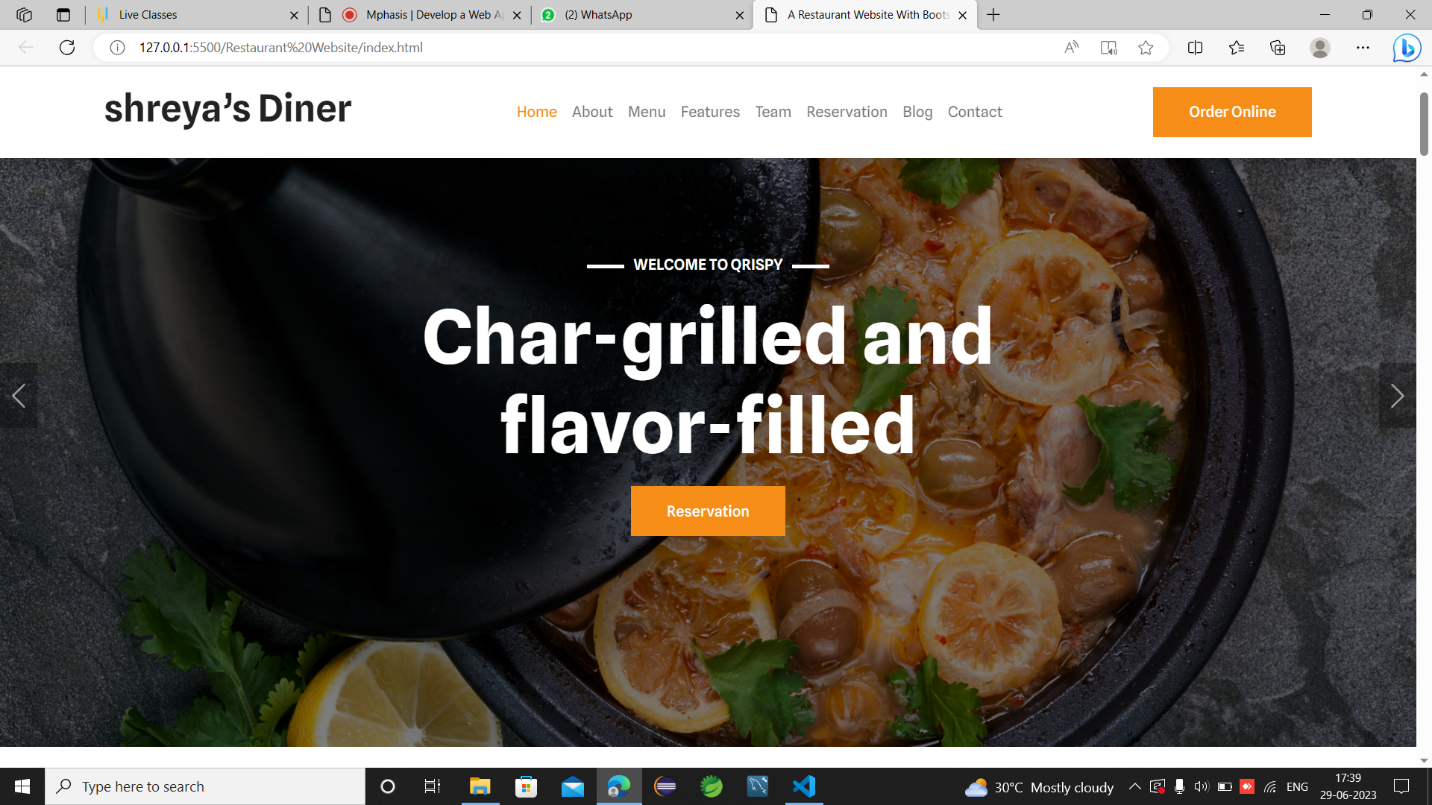 Live Classes
Mphasis | Develop a Web A
(2) WhatsApp
A Restaurant Website With Boots
127.0.0.1:5500/Restaurant%20Website/index.html
shreya’s Diner
Home About Menu Features Team Reservation Blog Contact
Order Online
WELCOME TO QRISPY
Char-grilled and
flavor-filled
Reservation
Type here to search
30°C Mostly cloudy
ENG
17:39
29-06-2023